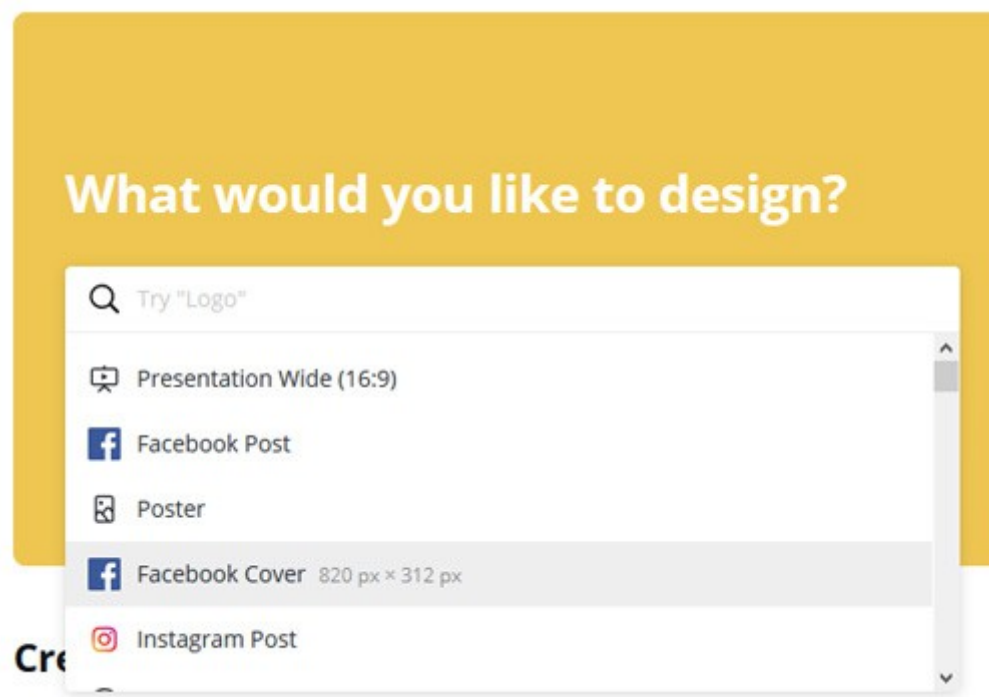 What would you like to design?
Try "Logo"
Presentation Wide (16:9)
Facebook Post
Poster
Facebook Cover 820 px × 312 px
Instagram Post
Cre